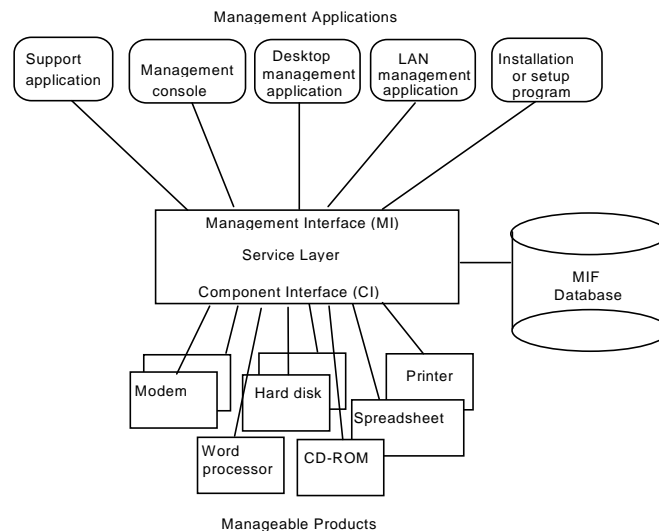 Management Applications
Support
application
Management
console
Desktop
management
application
LAN
management
application
Installation
or setup
program
Management Interface (MI)
Service Layer
Component Interface (CI)
MIF
Database
Modem
Hard disk
Printer
Spreadsheet
Word
processor
CD-ROM
Manageable Products